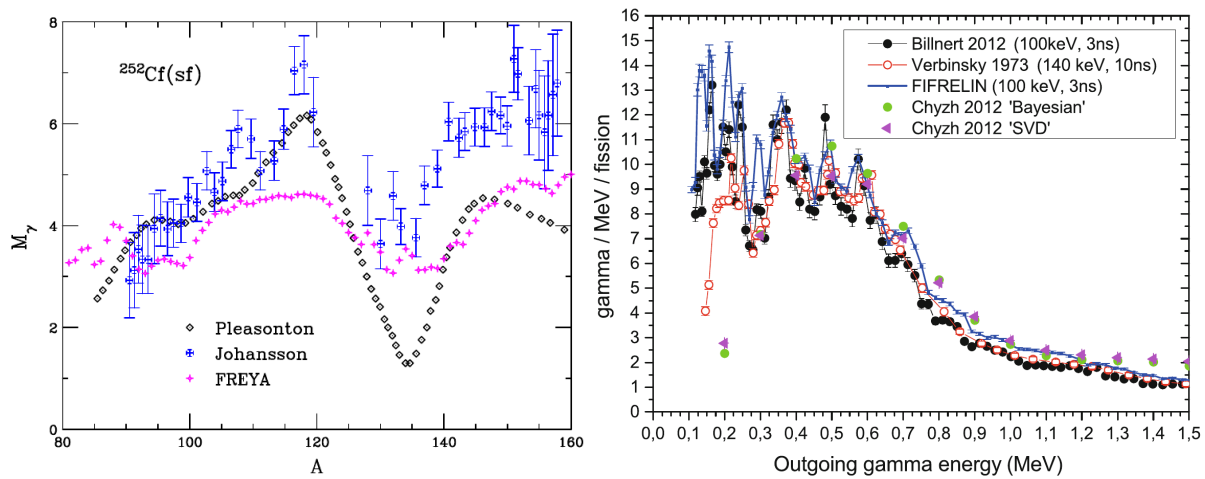 8
6
4
2
0
80
100
120
140
160
Mγ
A
²⁵²Cf(sf)
Pleasonton
Johansson
FREYA
16
15
14
13
12
11
10
9
8
7
6
5
4
3
2
1
0
0,0 0,1 0,2 0,3 0,4 0,5 0,6 0,7 0,8 0,9 1,0 1,1 1,2 1,3 1,4 1,5
gamma / MeV / fission
Outgoing gamma energy (MeV)
Billnert 2012 (100keV, 3ns)
Verbinsky 1973 (140 keV, 10ns)
FIFRELIN (100 keV, 3ns)
Chyzh 2012 'Bayesian'
Chyzh 2012 'SVD'